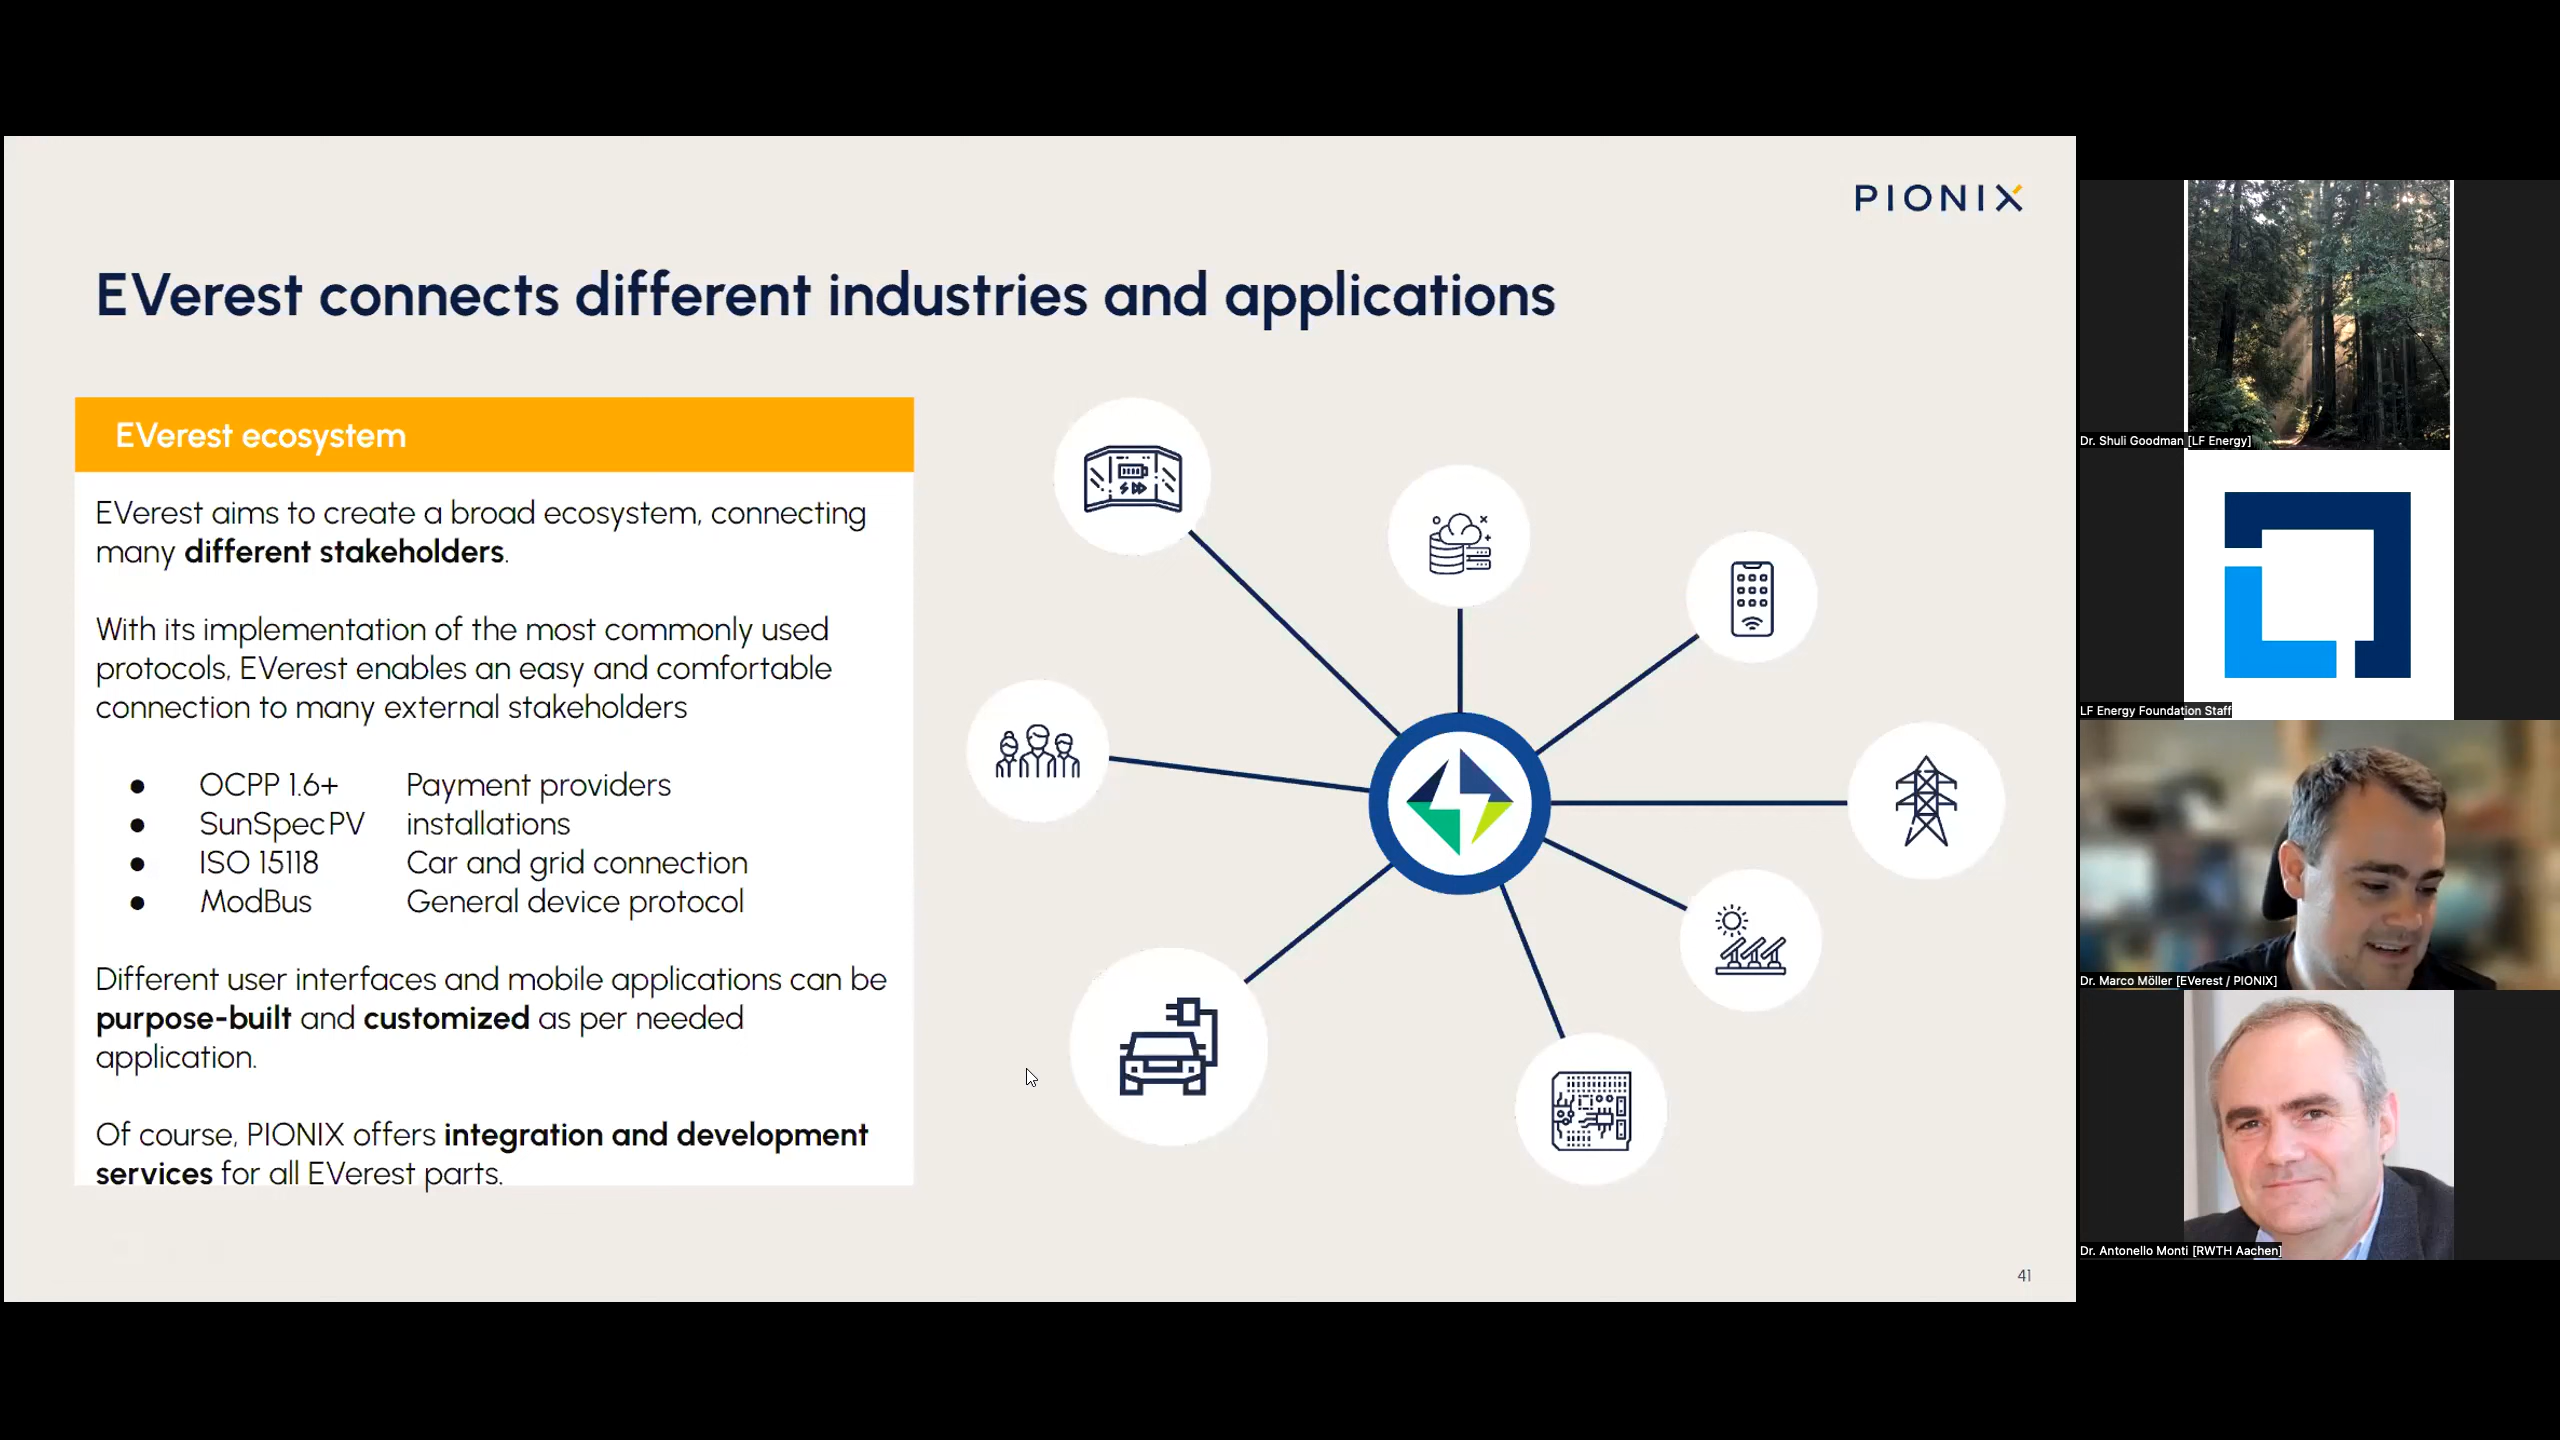 PIONIX
EVerest connects different industries and applications
EVerest ecosystem
EVerest aims to create a broad ecosystem, connecting
many different stakeholders.
With its implementation of the most commonly used
protocols, EVerest enables an easy and comfortable
connection to many external stakeholders
● OCPP 1.6+ Payment providers
● SunSpec PV installations
● ISO 15118 Car and grid connection
● ModBus General device protocol
Different user interfaces and mobile applications can be
purpose-built and customized as per needed
application.
Of course, PIONIX offers integration and development
services for all EVerest parts.
41
Dr. Shuli Goodman [LF Energy]
LF Energy Foundation Staff
Dr. Marco Möller [EVerest / PIONIX]
Dr. Antonello Monti [RWTH Aachen]